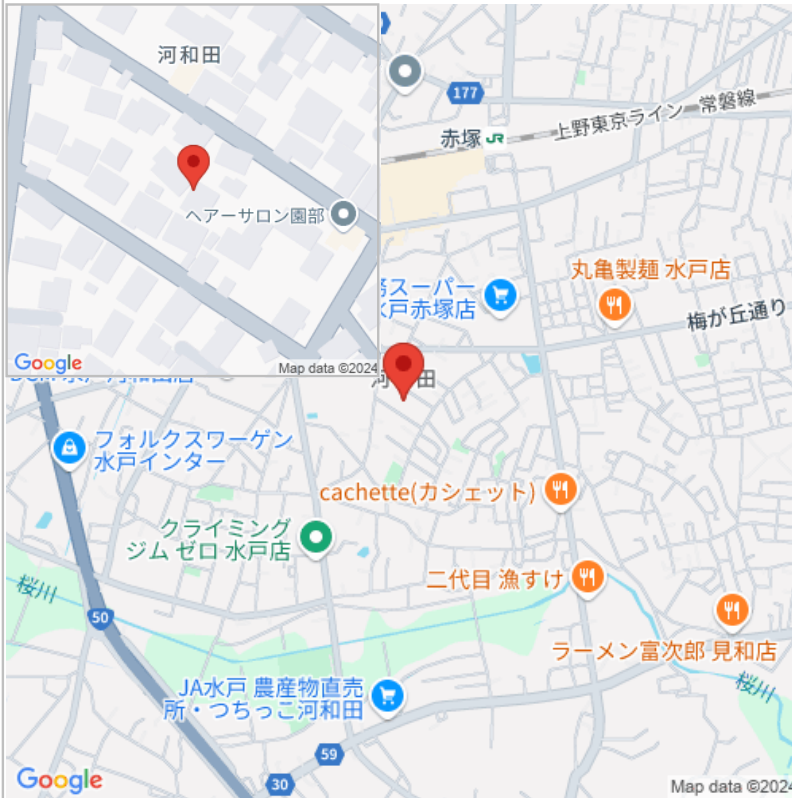 河和田
ヘアーサロン園部
Google
Map data ©2024
177
上野東京ライン 常磐線
赤塚 JR
丸亀製麺 水戸店
務スーパー
水戸赤塚店
梅が丘通り
フォルクスワーゲン
水戸インター
cachette(カシェット)
クライミング
ジム ゼロ 水戸店
二代目 漁すけ
桜川
50
ラーメン富次郎 見和店
桜川
JA水戸 農産物直売
所・つちっこ河和田
59
30
Google
Map data ©2024